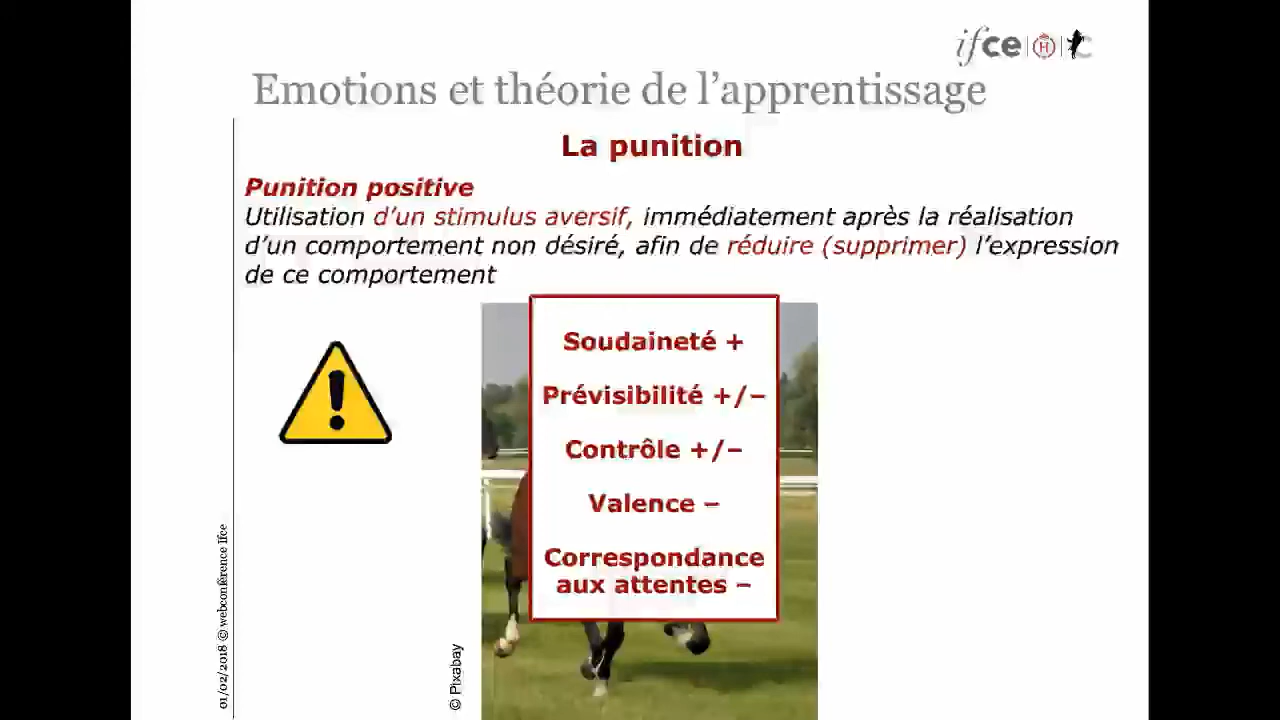 ifce
Emotions et théorie de l’apprentissage
La punition
Punition positive
Utilisation d’un stimulus aversif, immédiatement après la réalisation
d’un comportement non désiré, afin de réduire (supprimer) l’expression
de ce comportement
Soudaineté +
Prévisibilité +/–
Contrôle +/–
Valence –
Correspondance
aux attentes –
01/02/2018 © webconférence Ifce
© Pixabay